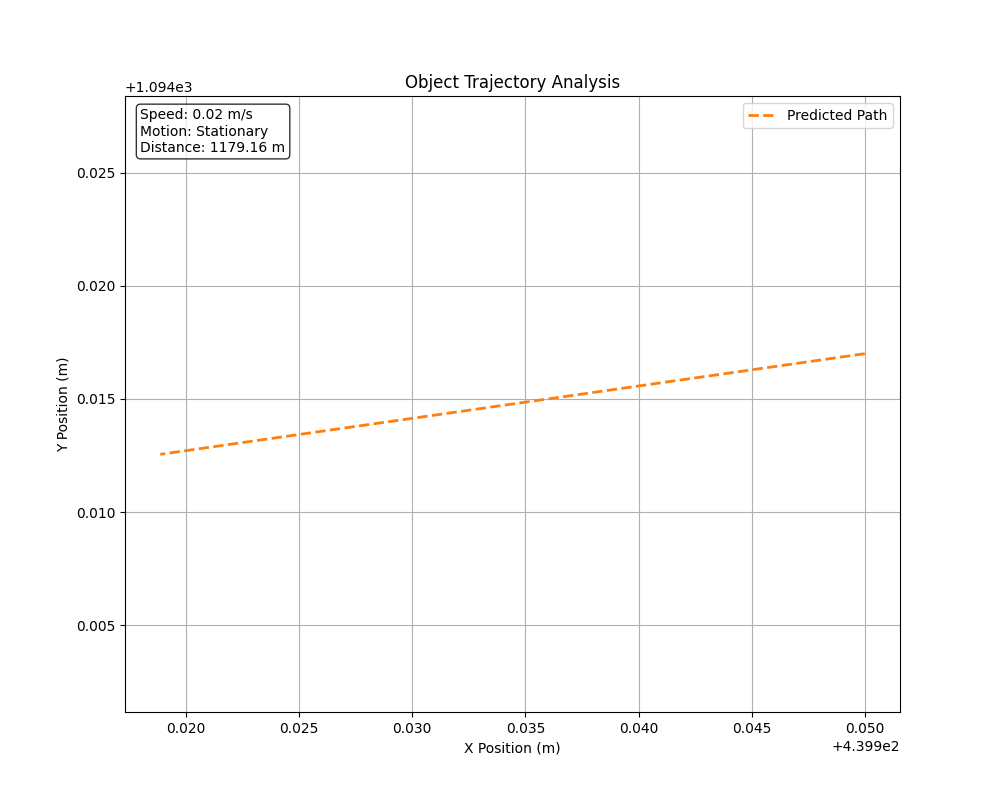 Object Trajectory Analysis
+1.094e3
Speed: 0.02 m/s
Motion: Stationary
Distance: 1179.16 m
Predicted Path
0.025
0.020
0.015
0.010
0.005
Y Position (m)
0.020 0.025 0.030 0.035 0.040 0.045 0.050
X Position (m)
+4.399e2